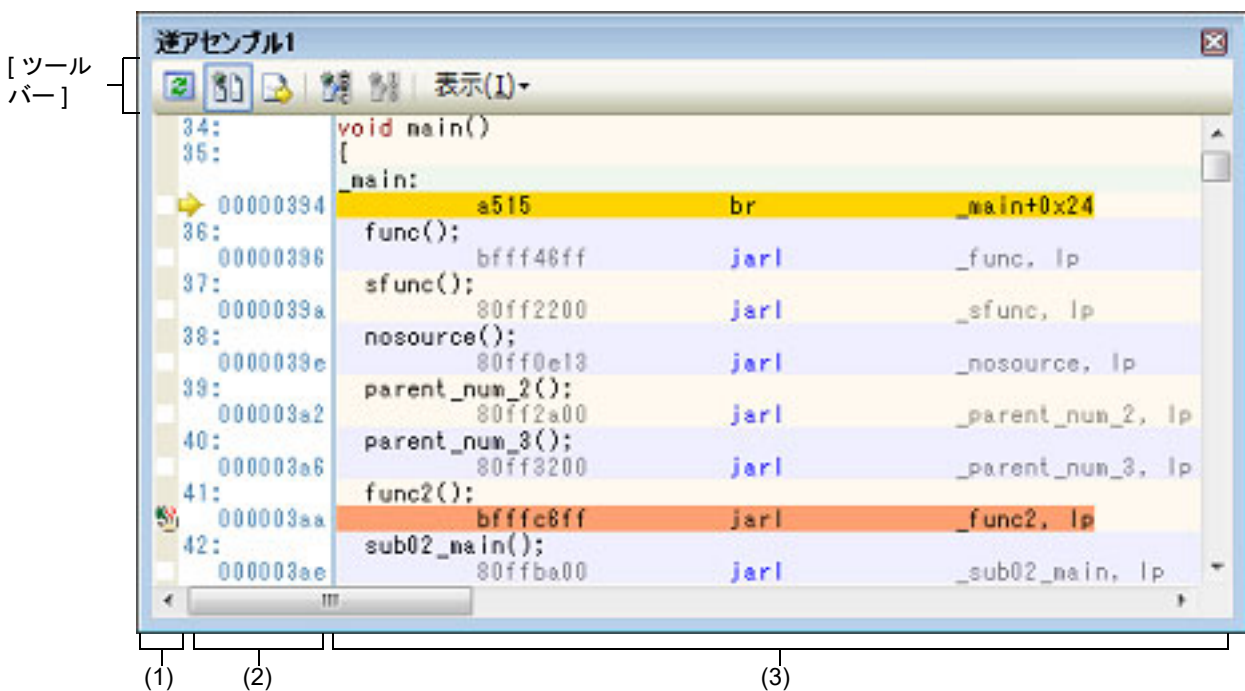 逆アセンブル1
[ ツール
バー ]
表示(I)
34: void main()
35: {
_main:
00000394 a515 br _main+0x24
36: func();
00000396 bfff46ff jarl _func, lp
37: sfunc();
0000039a 80ff2200 jarl _sfunc, lp
38: nosource();
0000039e 80ff0e13 jarl _nosource, lp
39: parent_num_2();
000003a2 80ff2a00 jarl _parent_num_2, lp
40: parent_num_3();
000003a6 80ff3200 jarl _parent_num_3, lp
41: func2();
000003aa bfffc6ff jarl _func2, lp
42: sub02_main();
000003ae 80ffba00 jarl _sub02_main, lp
(1) (2) (3)